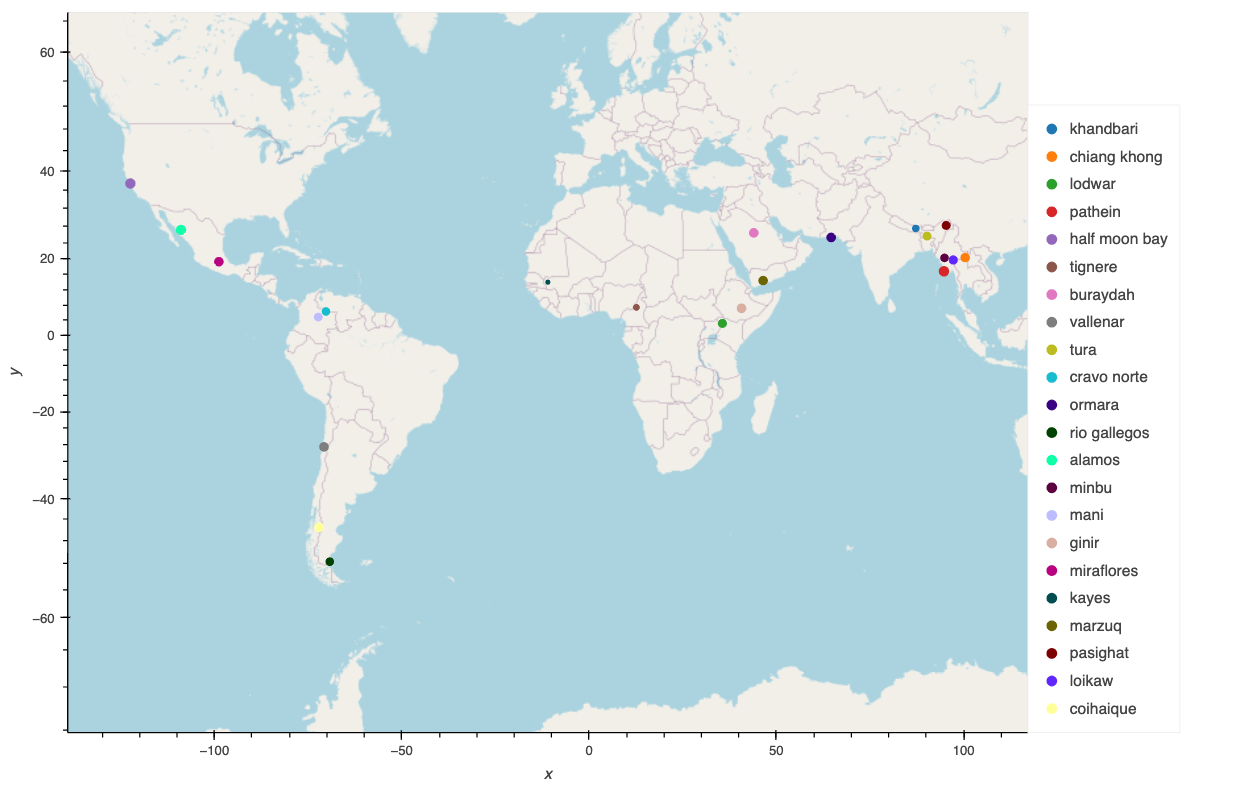 60
40
20
0
−20
−40
−60
y
−100
−50
0
50
100
x
khandbari
chiang khong
lodwar
pathein
half moon bay
tignere
buraydah
vallenar
tura
cravo norte
ormara
rio gallegos
alamos
minbu
mani
ginir
miraflores
kayes
marzuq
pasighat
loikaw
coihaique